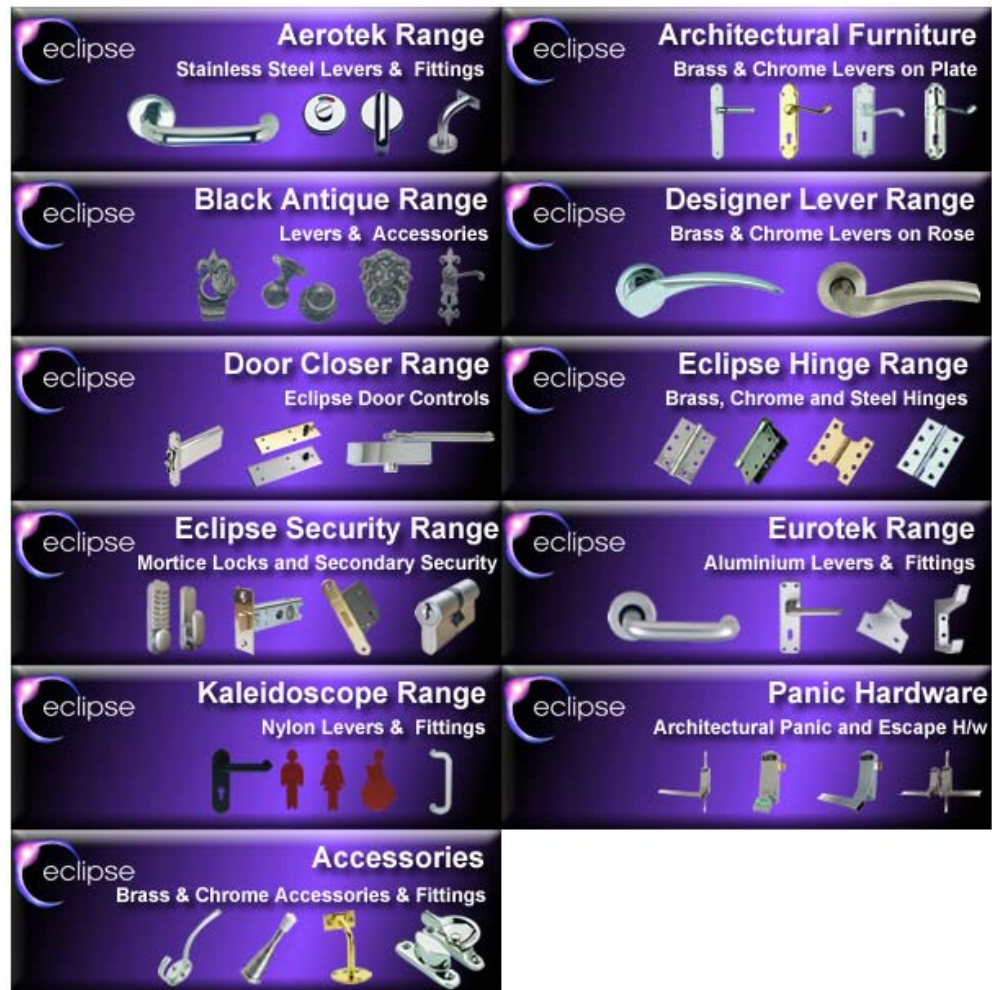 eclipse
Aerotek Range
Stainless Steel Levers & Fittings
eclipse
Architectural Furniture
Brass & Chrome Levers on Plate
eclipse
Black Antique Range
Levers & Accessories
eclipse
Designer Lever Range
Brass & Chrome Levers on Rose
eclipse
Door Closer Range
Eclipse Door Controls
eclipse
Eclipse Hinge Range
Brass, Chrome and Steel Hinges
eclipse
Eclipse Security Range
Mortice Locks and Secondary Security
eclipse
Eurotek Range
Aluminium Levers & Fittings
eclipse
Kaleidoscope Range
Nylon Levers & Fittings
eclipse
Panic Hardware
Architectural Panic and Escape H/w
eclipse
Accessories
Brass & Chrome Accessories & Fittings